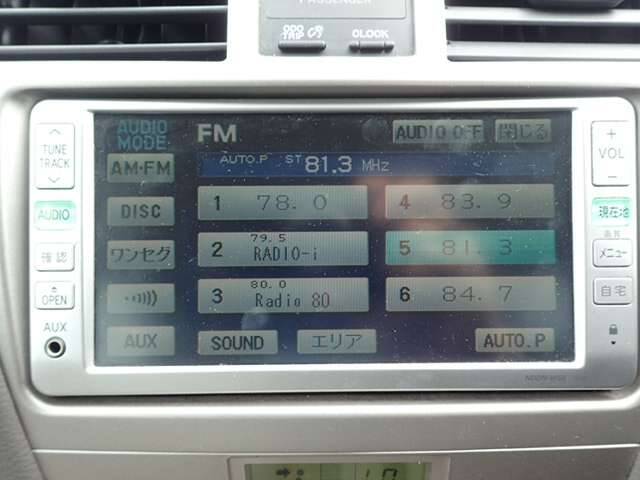 PASSENGER
ODO TRIP
CLOCK
AUDIO MODE
FM
AUDIO OFF
閉じる
TUNE TRACK
AM·FM
AUTO.P ST 81.3 MHz
+ VOL −
1 78.0
4 83.9
DISC
AUDIO
現在地
2 79.5 RADIO-i
5 81.3
ワンセグ
確認
メニュー
3 80.0 Radio 80
6 84.7
OPEN
自宅
AUX
AUX
SOUND
エリア
AUTO.P
10